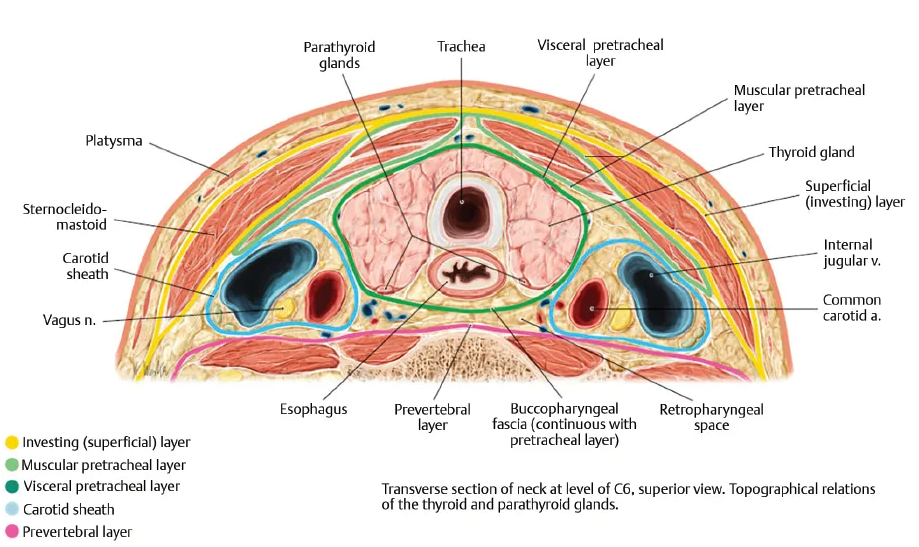 Parathyroid
glands
Trachea
Visceral pretracheal
layer
Muscular pretracheal
layer
Platysma
Thyroid gland
Superficial
(investing) layer
Sternocleido-
mastoid
Internal
jugular v.
Carotid
sheath
Common
carotid a.
Vagus n.
Esophagus
Prevertebral
layer
Buccopharyngeal
fascia (continuous with
pretracheal layer)
Retropharyngeal
space
Investing (superficial) layer
Muscular pretracheal layer
Visceral pretracheal layer
Carotid sheath
Prevertebral layer
Transverse section of neck at level of C6, superior view. Topographical relations
of the thyroid and parathyroid glands.